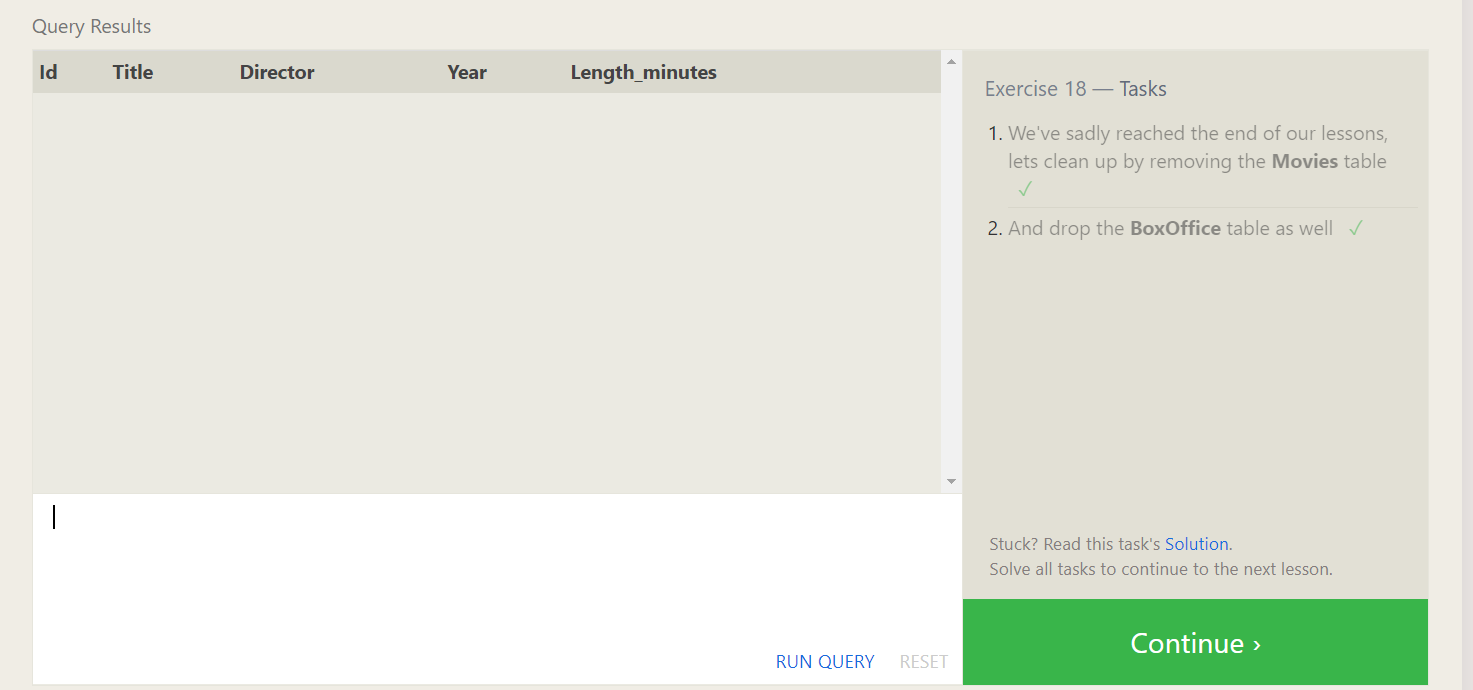 Query Results
Id Title Director Year Length_minutes
Exercise 18 — Tasks
1. We've sadly reached the end of our lessons,
lets clean up by removing the Movies table
✓
2. And drop the BoxOffice table as well ✓
Stuck? Read this task's Solution.
Solve all tasks to continue to the next lesson.
RUN QUERY RESET
Continue ›